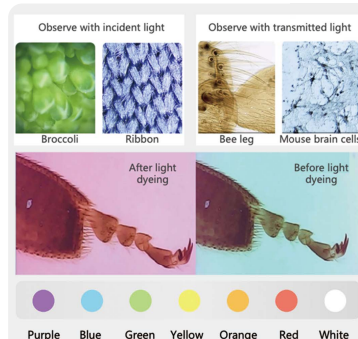 Observe with incident light
Observe with transmitted light
Broccoli
Ribbon
Bee leg
Mouse brain cells
After light
dyeing
Before light
dyeing
Purple Blue Green Yellow Orange Red White